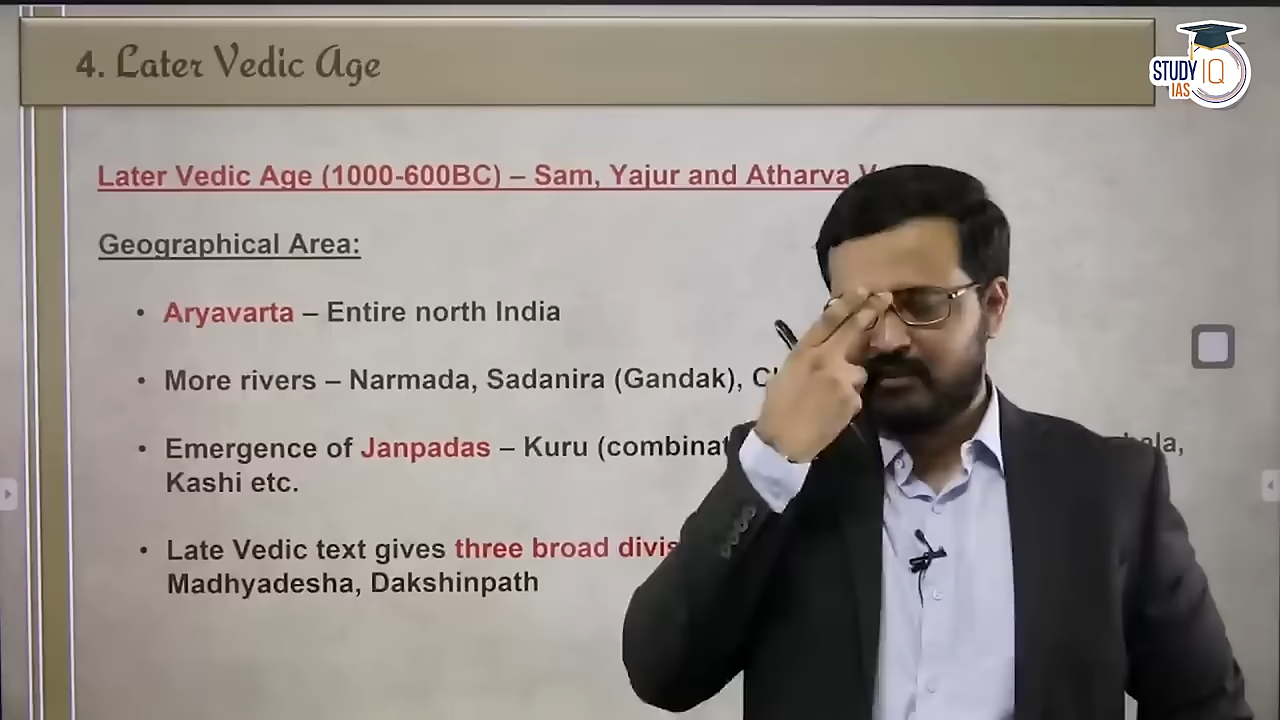 4. Later Vedic Age
STUDY IQ
IAS
Later Vedic Age (1000-600BC) – Sam, Yajur and Atharva
Geographical Area:
• Aryavarta – Entire north India
• More rivers – Narmada, Sadanira (Gandak),
• Emergence of Janpadas – Kuru
Kashi etc.
• Late Vedic text gives three broad
Madhyadesha, Dakshinpath